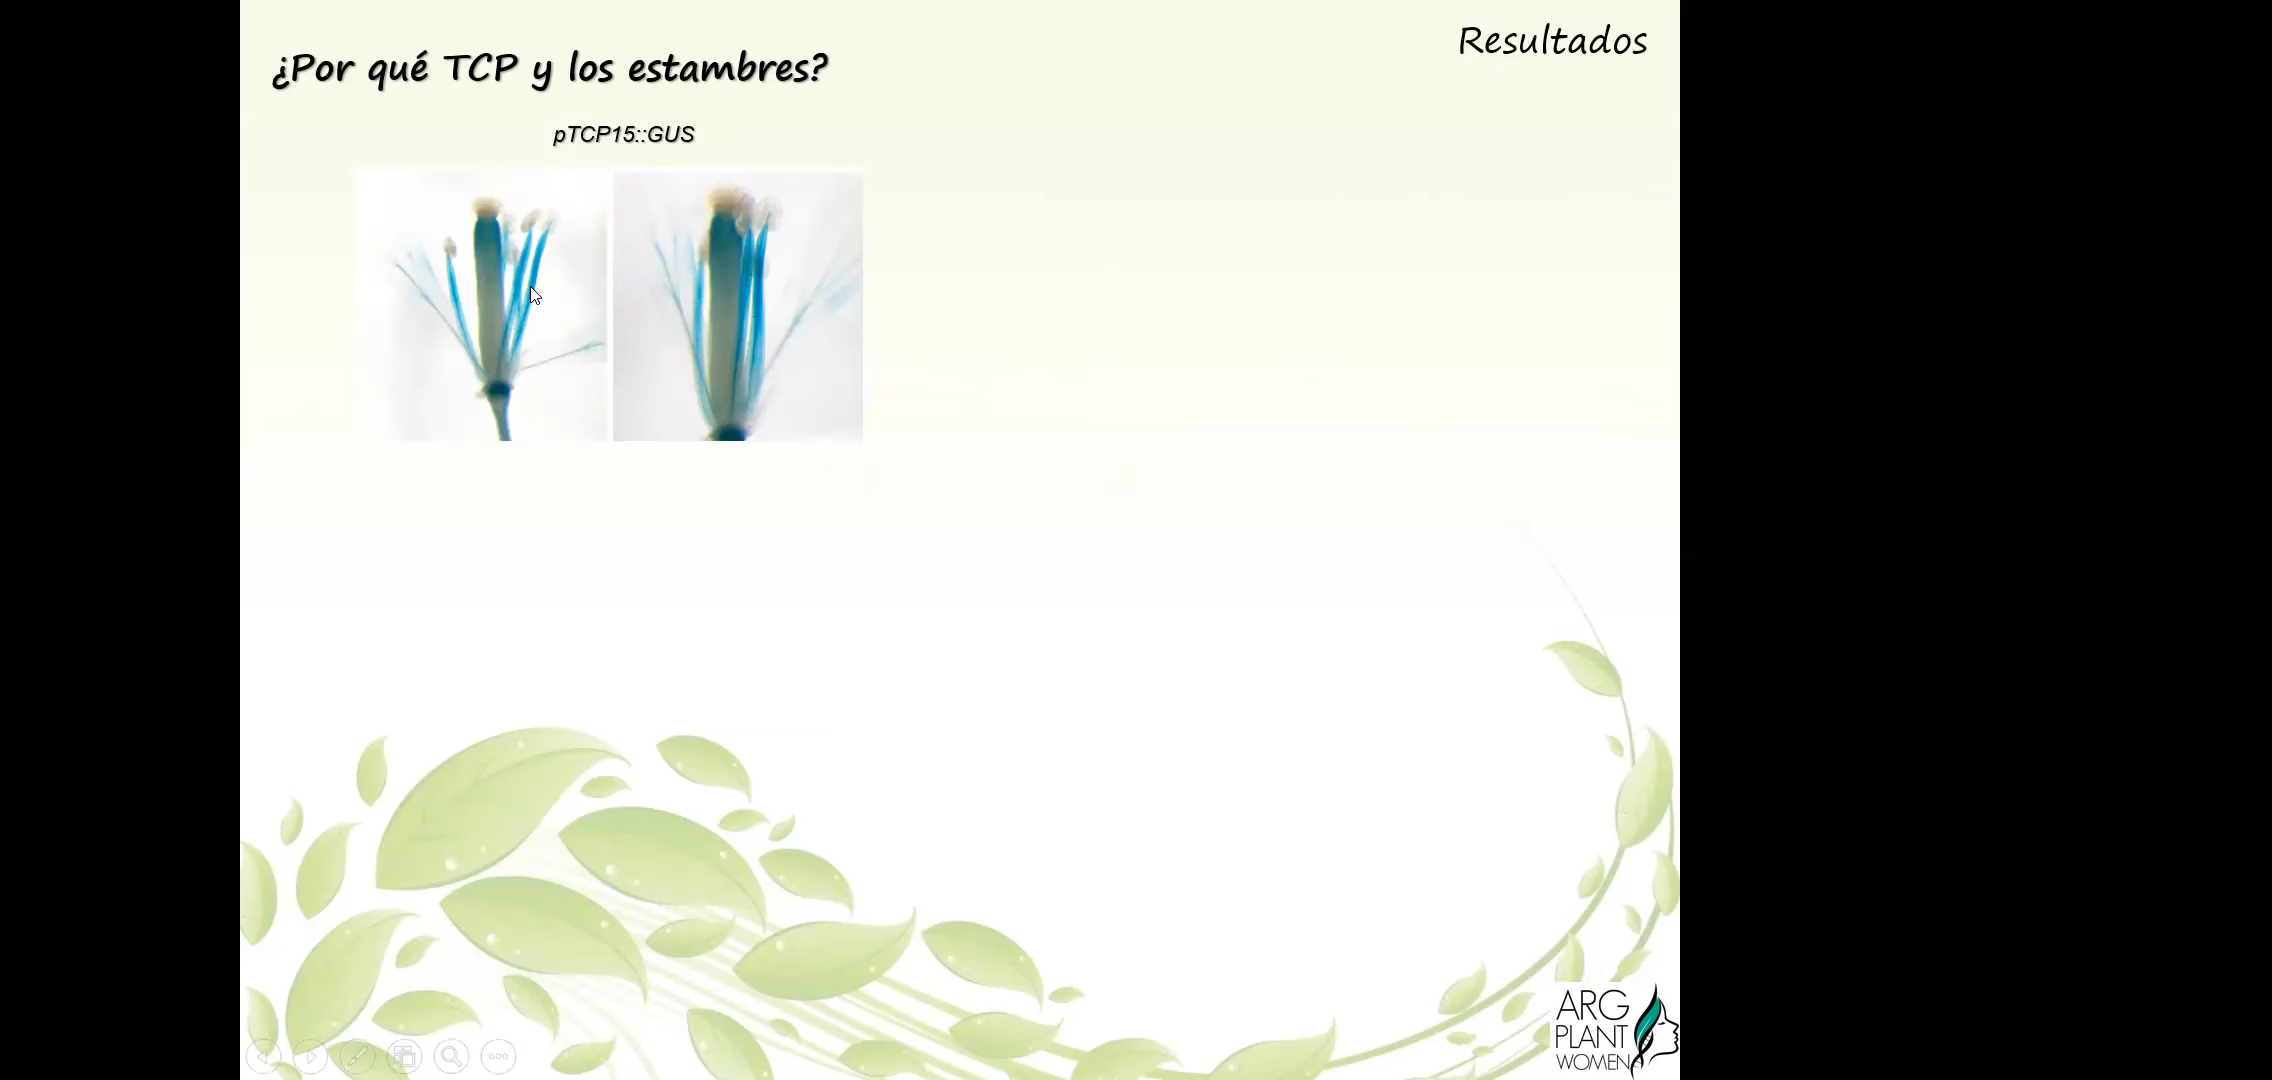 Resultados
¿Por qué TCP y los estambres?
pTCP15::GUS
ARG
PLANT
WOMEN